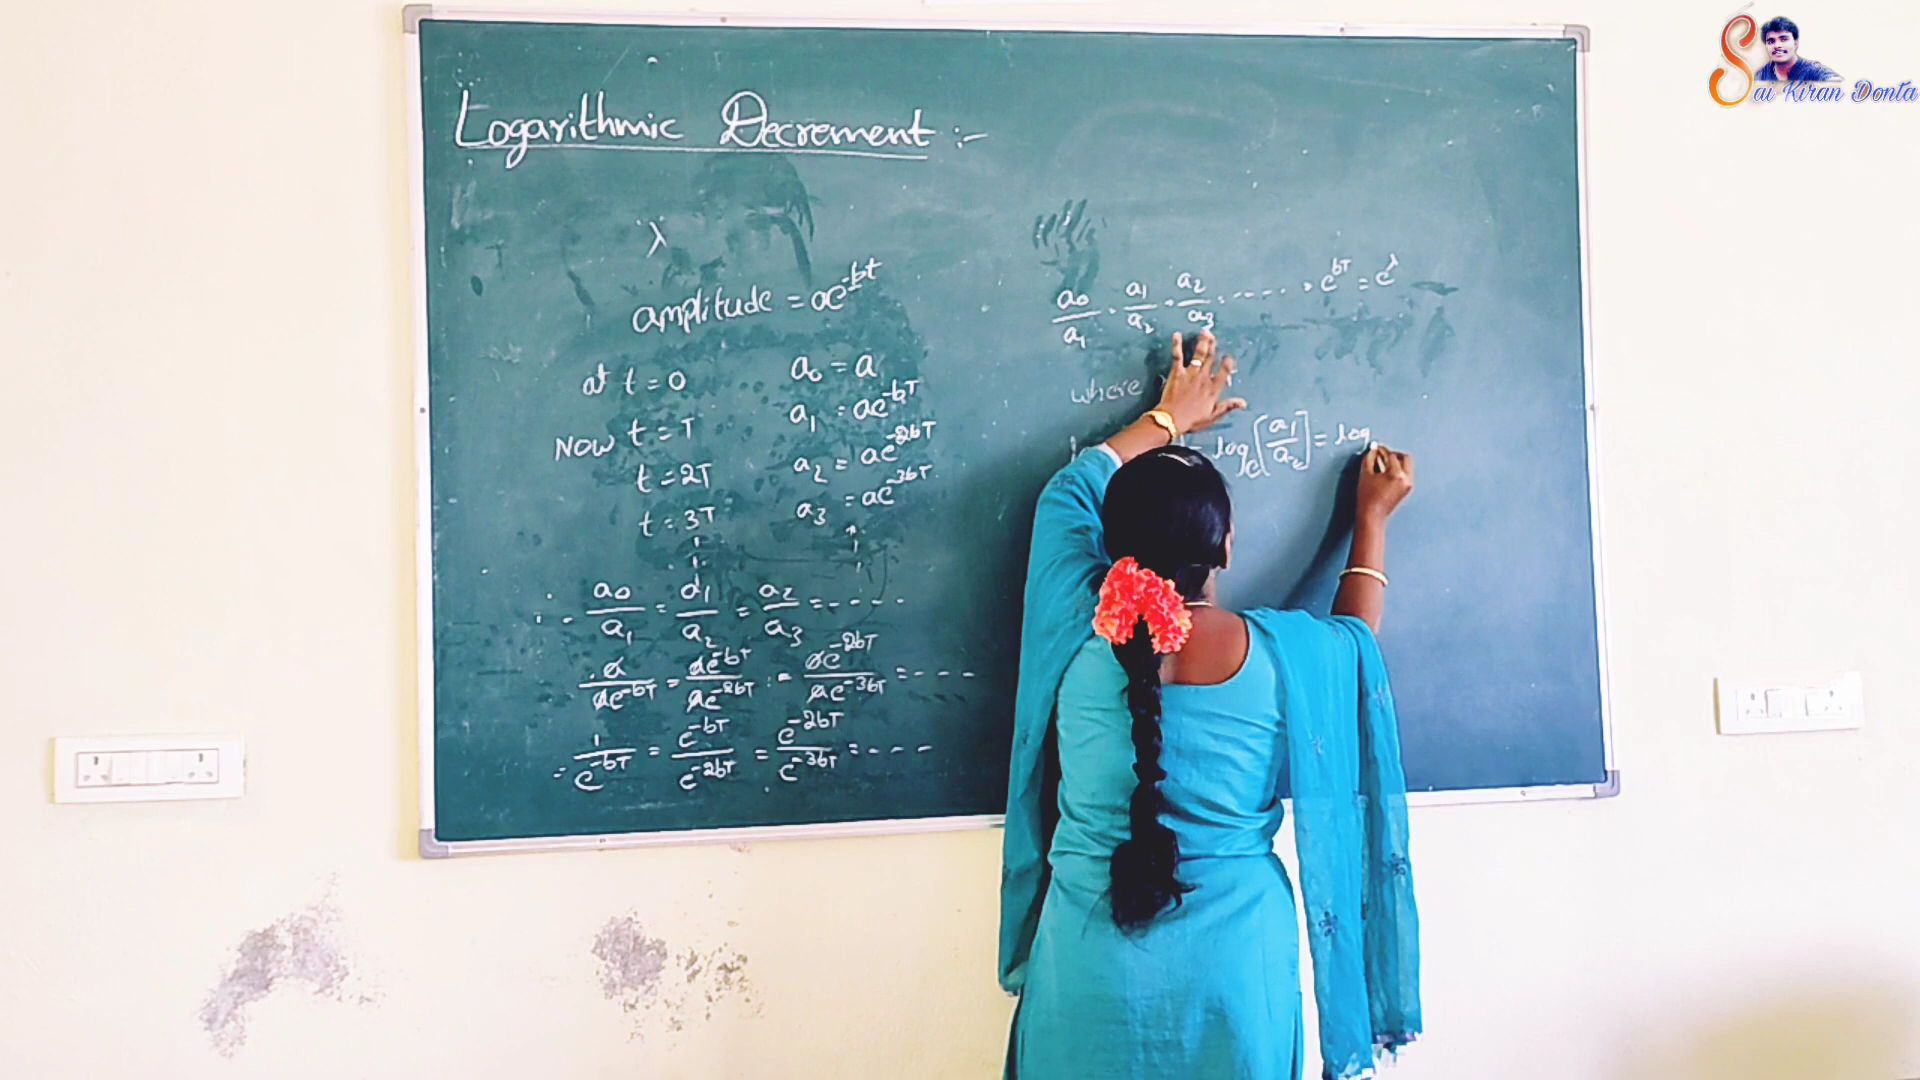 Logarithmic Decrement :-
λ
amplitude = ae^-bt
at t = 0 a₀ = a
Now t = T a₁ = ae^-bT
t = 2T a₂ = ae^-2bT
t = 3T a₃ = ae^-3bT
∴ a₀/a₁ = a₁/a₂ = a₂/a₃ = - - - -
a/ae^-bT = ae^-bT/ae^-2bT = ae^-2bT/ae^-3bT = - - -
= 1/e^-bT = e^-bT/e^-2bT = e^-2bT/e^-3bT = - - -
a₀/a₁ = a₁/a₂ = a₂/a₃ = - - - - = e^bT = e^λ
where
= logₑ[a₁/a₂] = log
Sai Kiran Donta